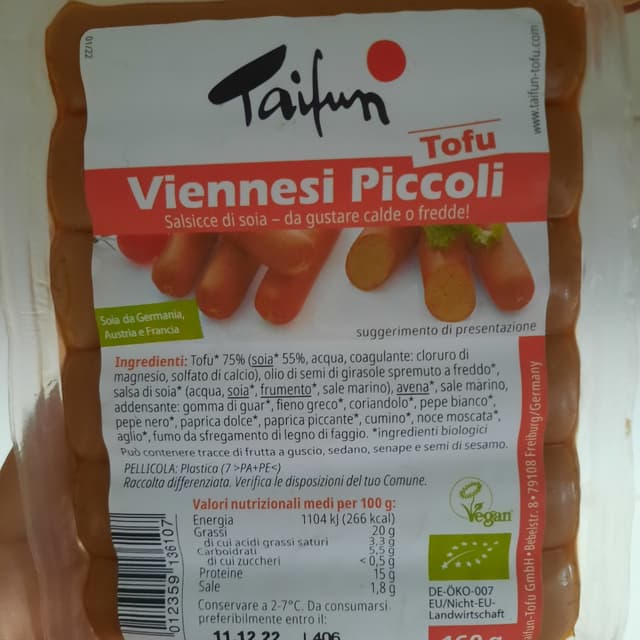 01/22
Taifun
www.taifun-tofu.com
Tofu
Viennesi Piccoli
Salsicce di soia – da gustare calde o fredde!
Soia da Germania,
Austria e Francia
suggerimento di presentazione
Ingredienti: Tofu* 75% (soia* 55%, acqua, coagulante: cloruro di
magnesio, solfato di calcio), olio di semi di girasole spremuto a freddo*,
salsa di soia* (acqua, soia*, frumento*, sale marino), avena*, sale marino,
addensante: gomma di guar*, fieno greco*, coriandolo*, pepe bianco*,
pepe nero*, paprica dolce*, paprica piccante*, cumino*, noce moscata*,
aglio*, fumo da sfregamento di legno di faggio. *ingredienti biologici
Può contenere tracce di frutta a guscio, sedano, senape e semi di sesamo.
PELLICOLA: Plastica (7 >PA+PE<)
Raccolta differenziata. Verifica le disposizioni del tuo Comune.
Valori nutrizionali medi per 100 g:
Energia 1104 kJ (266 kcal)
Grassi 20 g
di cui acidi grassi saturi 3,3 g
Carboidrati 5,5 g
di cui zuccheri < 0,5 g
Proteine 15 g
Sale 1,8 g
Conservare a 2-7°C. Da consumarsi
preferibilmente entro il:
11.12.22 L406
0 12359 136107
Vegan
DE-ÖKO-007
EU/Nicht-EU-
Landwirtschaft
Taifun-Tofu GmbH • Bebelstr. 8 • 79108 Freiburg/Germany